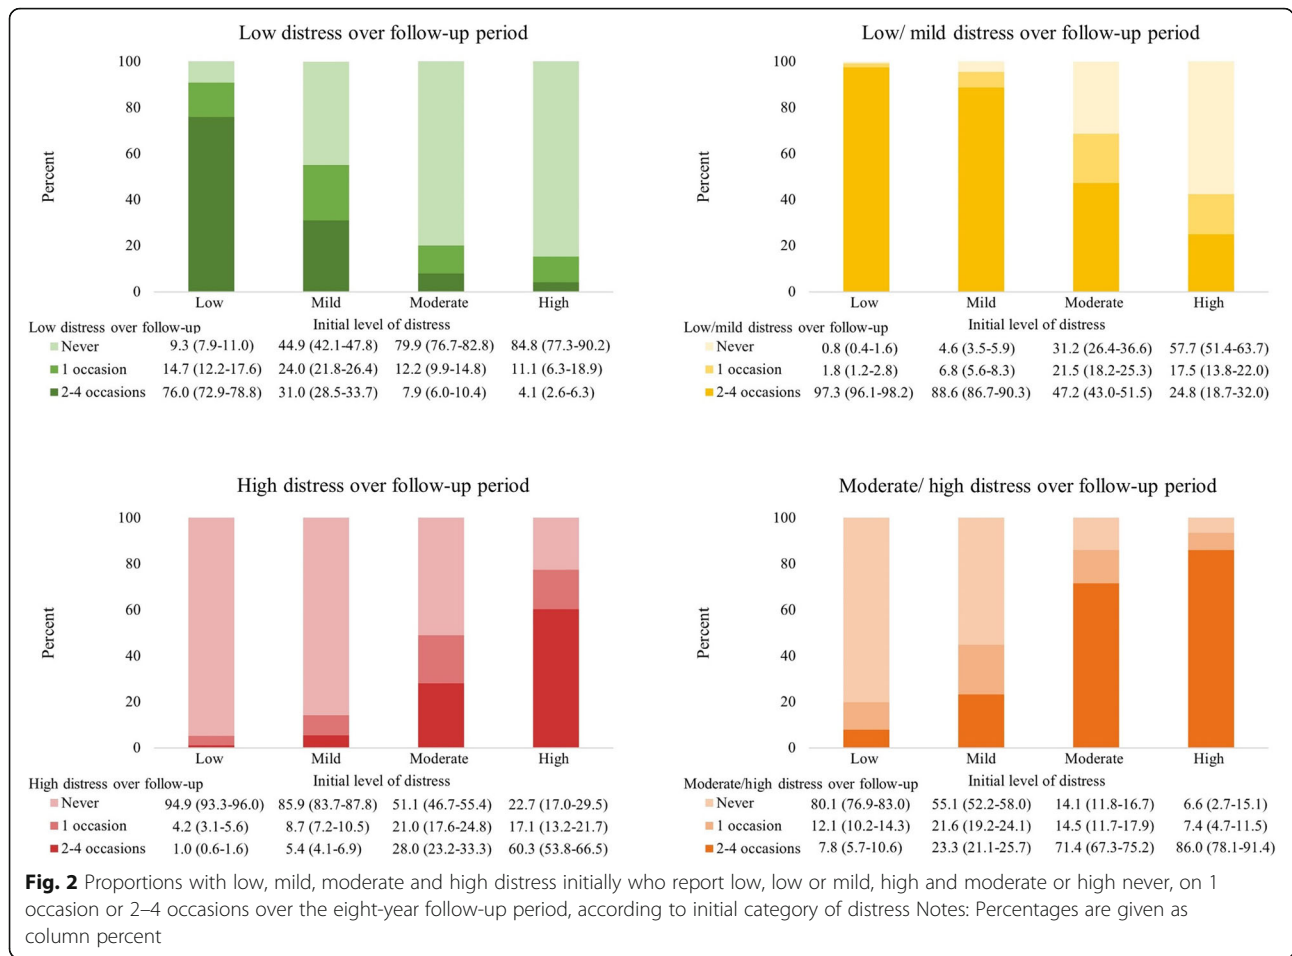 Low distress over follow-up period
100
80
60
40
20
0
Percent
Low Mild Moderate High
Low distress over follow-up Initial level of distress
Never 9.3 (7.9-11.0) 44.9 (42.1-47.8) 79.9 (76.7-82.8) 84.8 (77.3-90.2)
1 occasion 14.7 (12.2-17.6) 24.0 (21.8-26.4) 12.2 (9.9-14.8) 11.1 (6.3-18.9)
2-4 occasions 76.0 (72.9-78.8) 31.0 (28.5-33.7) 7.9 (6.0-10.4) 4.1 (2.6-6.3)
Low/ mild distress over follow-up period
100
80
60
40
20
0
Percent
Low Mild Moderate High
Low/mild distress over follow-up Initial level of distress
Never 0.8 (0.4-1.6) 4.6 (3.5-5.9) 31.2 (26.4-36.6) 57.7 (51.4-63.7)
1 occasion 1.8 (1.2-2.8) 6.8 (5.6-8.3) 21.5 (18.2-25.3) 17.5 (13.8-22.0)
2-4 occasions 97.3 (96.1-98.2) 88.6 (86.7-90.3) 47.2 (43.0-51.5) 24.8 (18.7-32.0)
High distress over follow-up period
100
80
60
40
20
0
Percent
Low Mild Moderate High
High distress over follow-up Initial level of distress
Never 94.9 (93.3-96.0) 85.9 (83.7-87.8) 51.1 (46.7-55.4) 22.7 (17.0-29.5)
1 occasion 4.2 (3.1-5.6) 8.7 (7.2-10.5) 21.0 (17.6-24.8) 17.1 (13.2-21.7)
2-4 occasions 1.0 (0.6-1.6) 5.4 (4.1-6.9) 28.0 (23.2-33.3) 60.3 (53.8-66.5)
Moderate/ high distress over follow-up period
100
80
60
40
20
0
Percent
Low Mild Moderate High
Moderate/high distress over follow-up Initial level of distress
Never 80.1 (76.9-83.0) 55.1 (52.2-58.0) 14.1 (11.8-16.7) 6.6 (2.7-15.1)
1 occasion 12.1 (10.2-14.3) 21.6 (19.2-24.1) 14.5 (11.7-17.9) 7.4 (4.7-11.5)
2-4 occasions 7.8 (5.7-10.6) 23.3 (21.1-25.7) 71.4 (67.3-75.2) 86.0 (78.1-91.4)
Fig. 2 Proportions with low, mild, moderate and high distress initially who report low, low or mild, high and moderate or high never, on 1
occasion or 2–4 occasions over the eight-year follow-up period, according to initial category of distress Notes: Percentages are given as
column percent